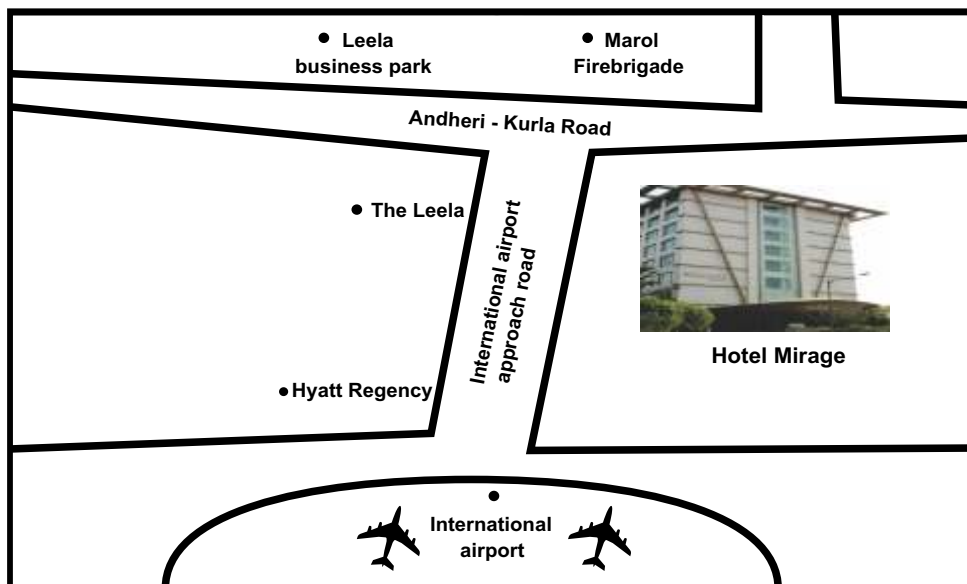 Leela
business park
Marol
Firebrigade
Andheri - Kurla Road
The Leela
International airport
approach road
Hotel Mirage
Hyatt Regency
International
airport